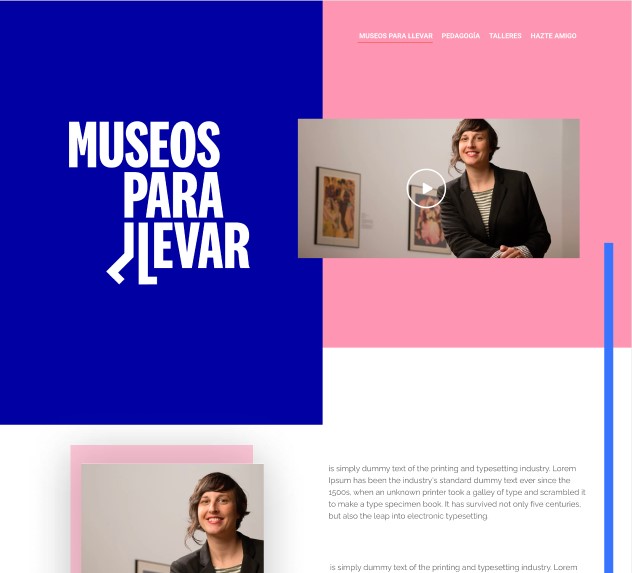 MUSEOS PARA LLEVAR PEDAGOGÍA TALLERES HAZTE AMIGO
MUSEOS
PARA
LLEVAR
is simply dummy text of the printing and typesetting industry. Lorem
Ipsum has been the industry's standard dummy text ever since the
1500s, when an unknown printer took a galley of type and scrambled it
to make a type specimen book. It has survived not only five centuries,
but also the leap into electronic typesetting
is simply dummy text of the printing and typesetting industry. Lorem